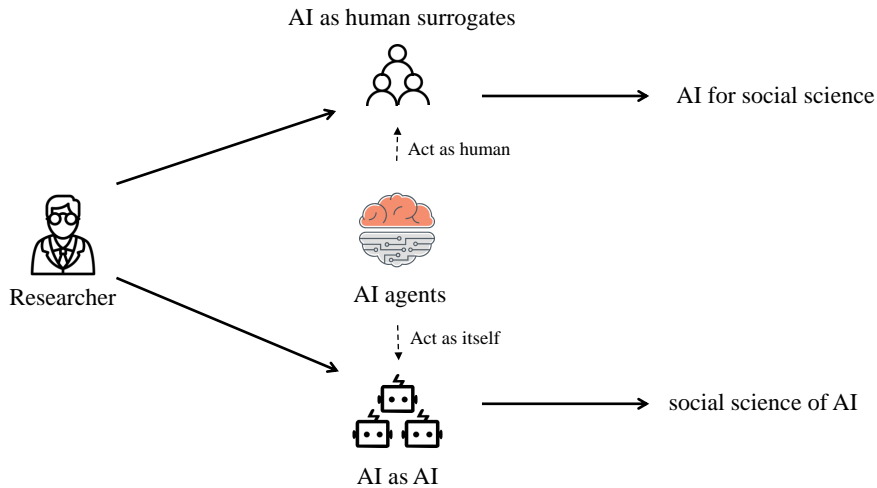 AI as human surrogates
AI for social science
Act as human
Researcher
AI agents
Act as itself
social science of AI
AI as AI